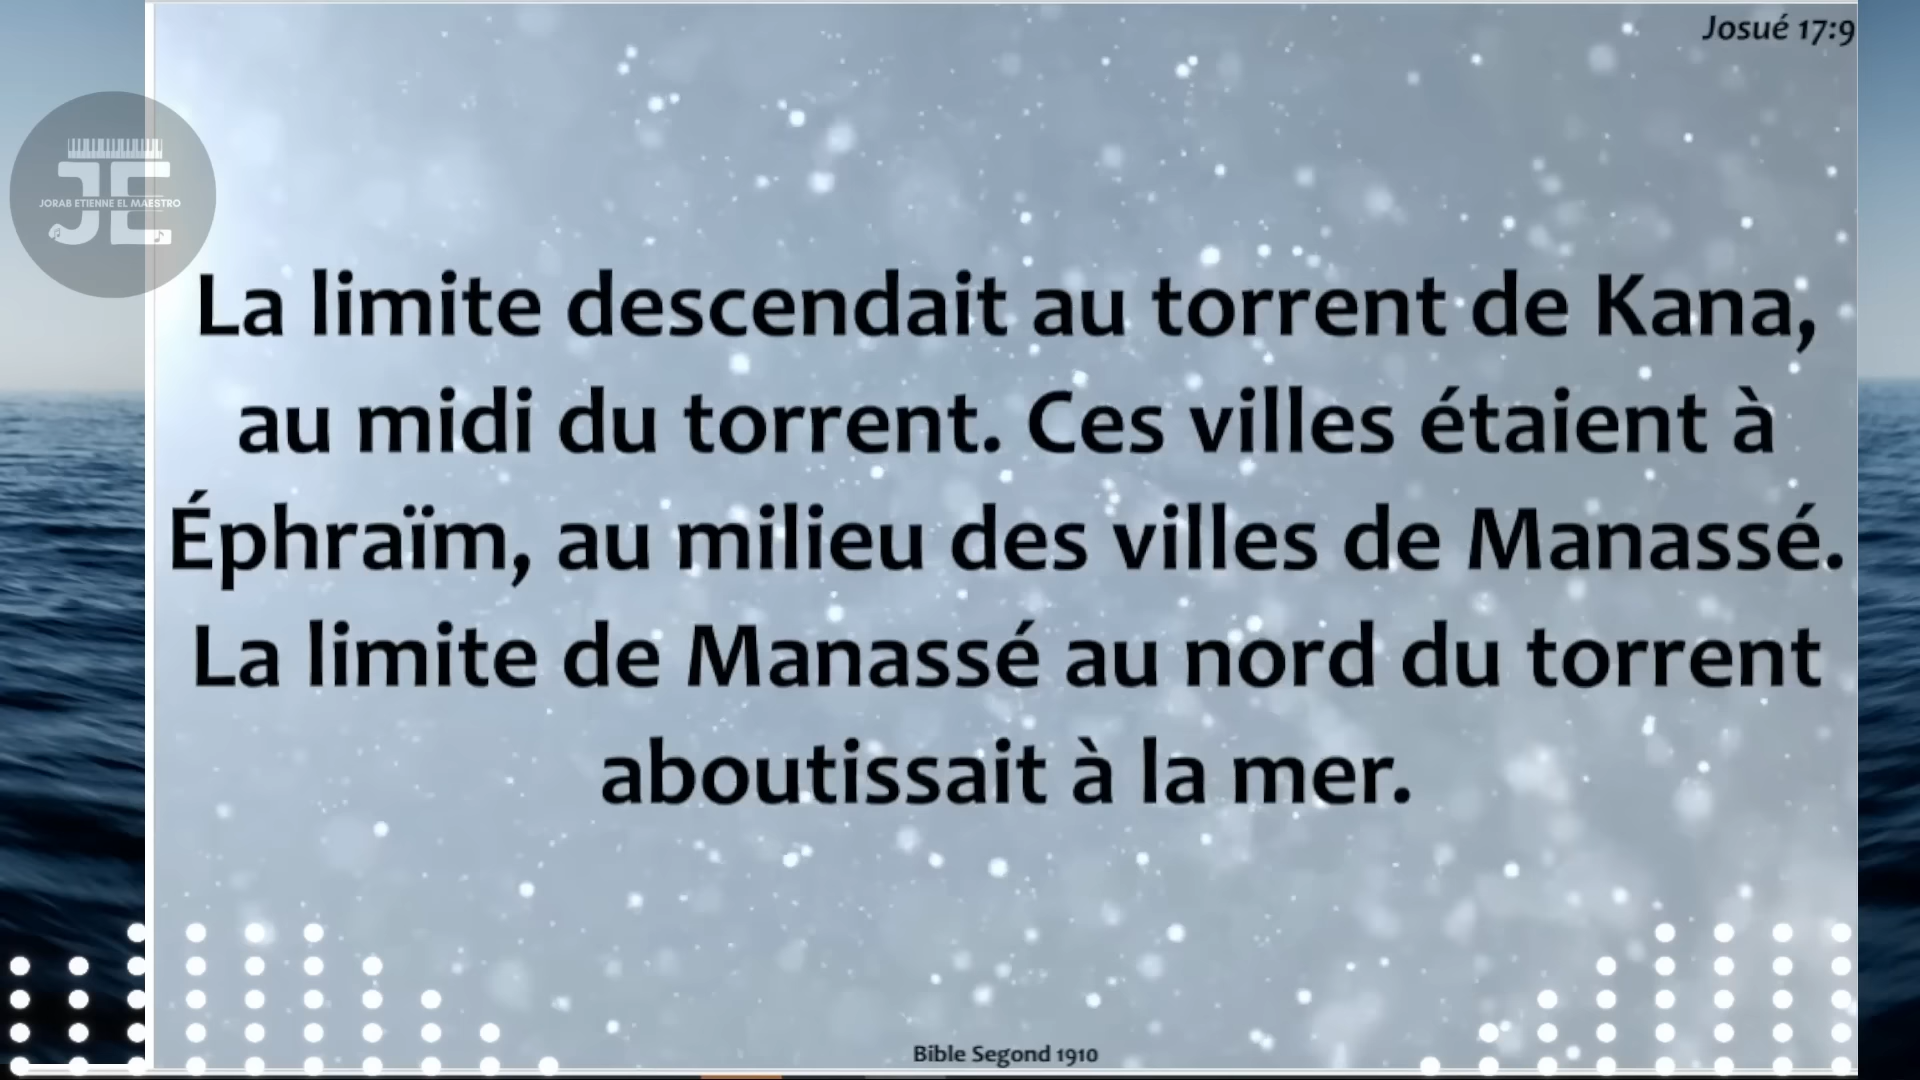 Josué 17:9
JE
JORAB ETIENNE EL MAESTRO
La limite descendait au torrent de Kana,
au midi du torrent. Ces villes étaient à
Éphraïm, au milieu des villes de Manassé.
La limite de Manassé au nord du torrent
aboutissait à la mer.
Bible Segond 1910